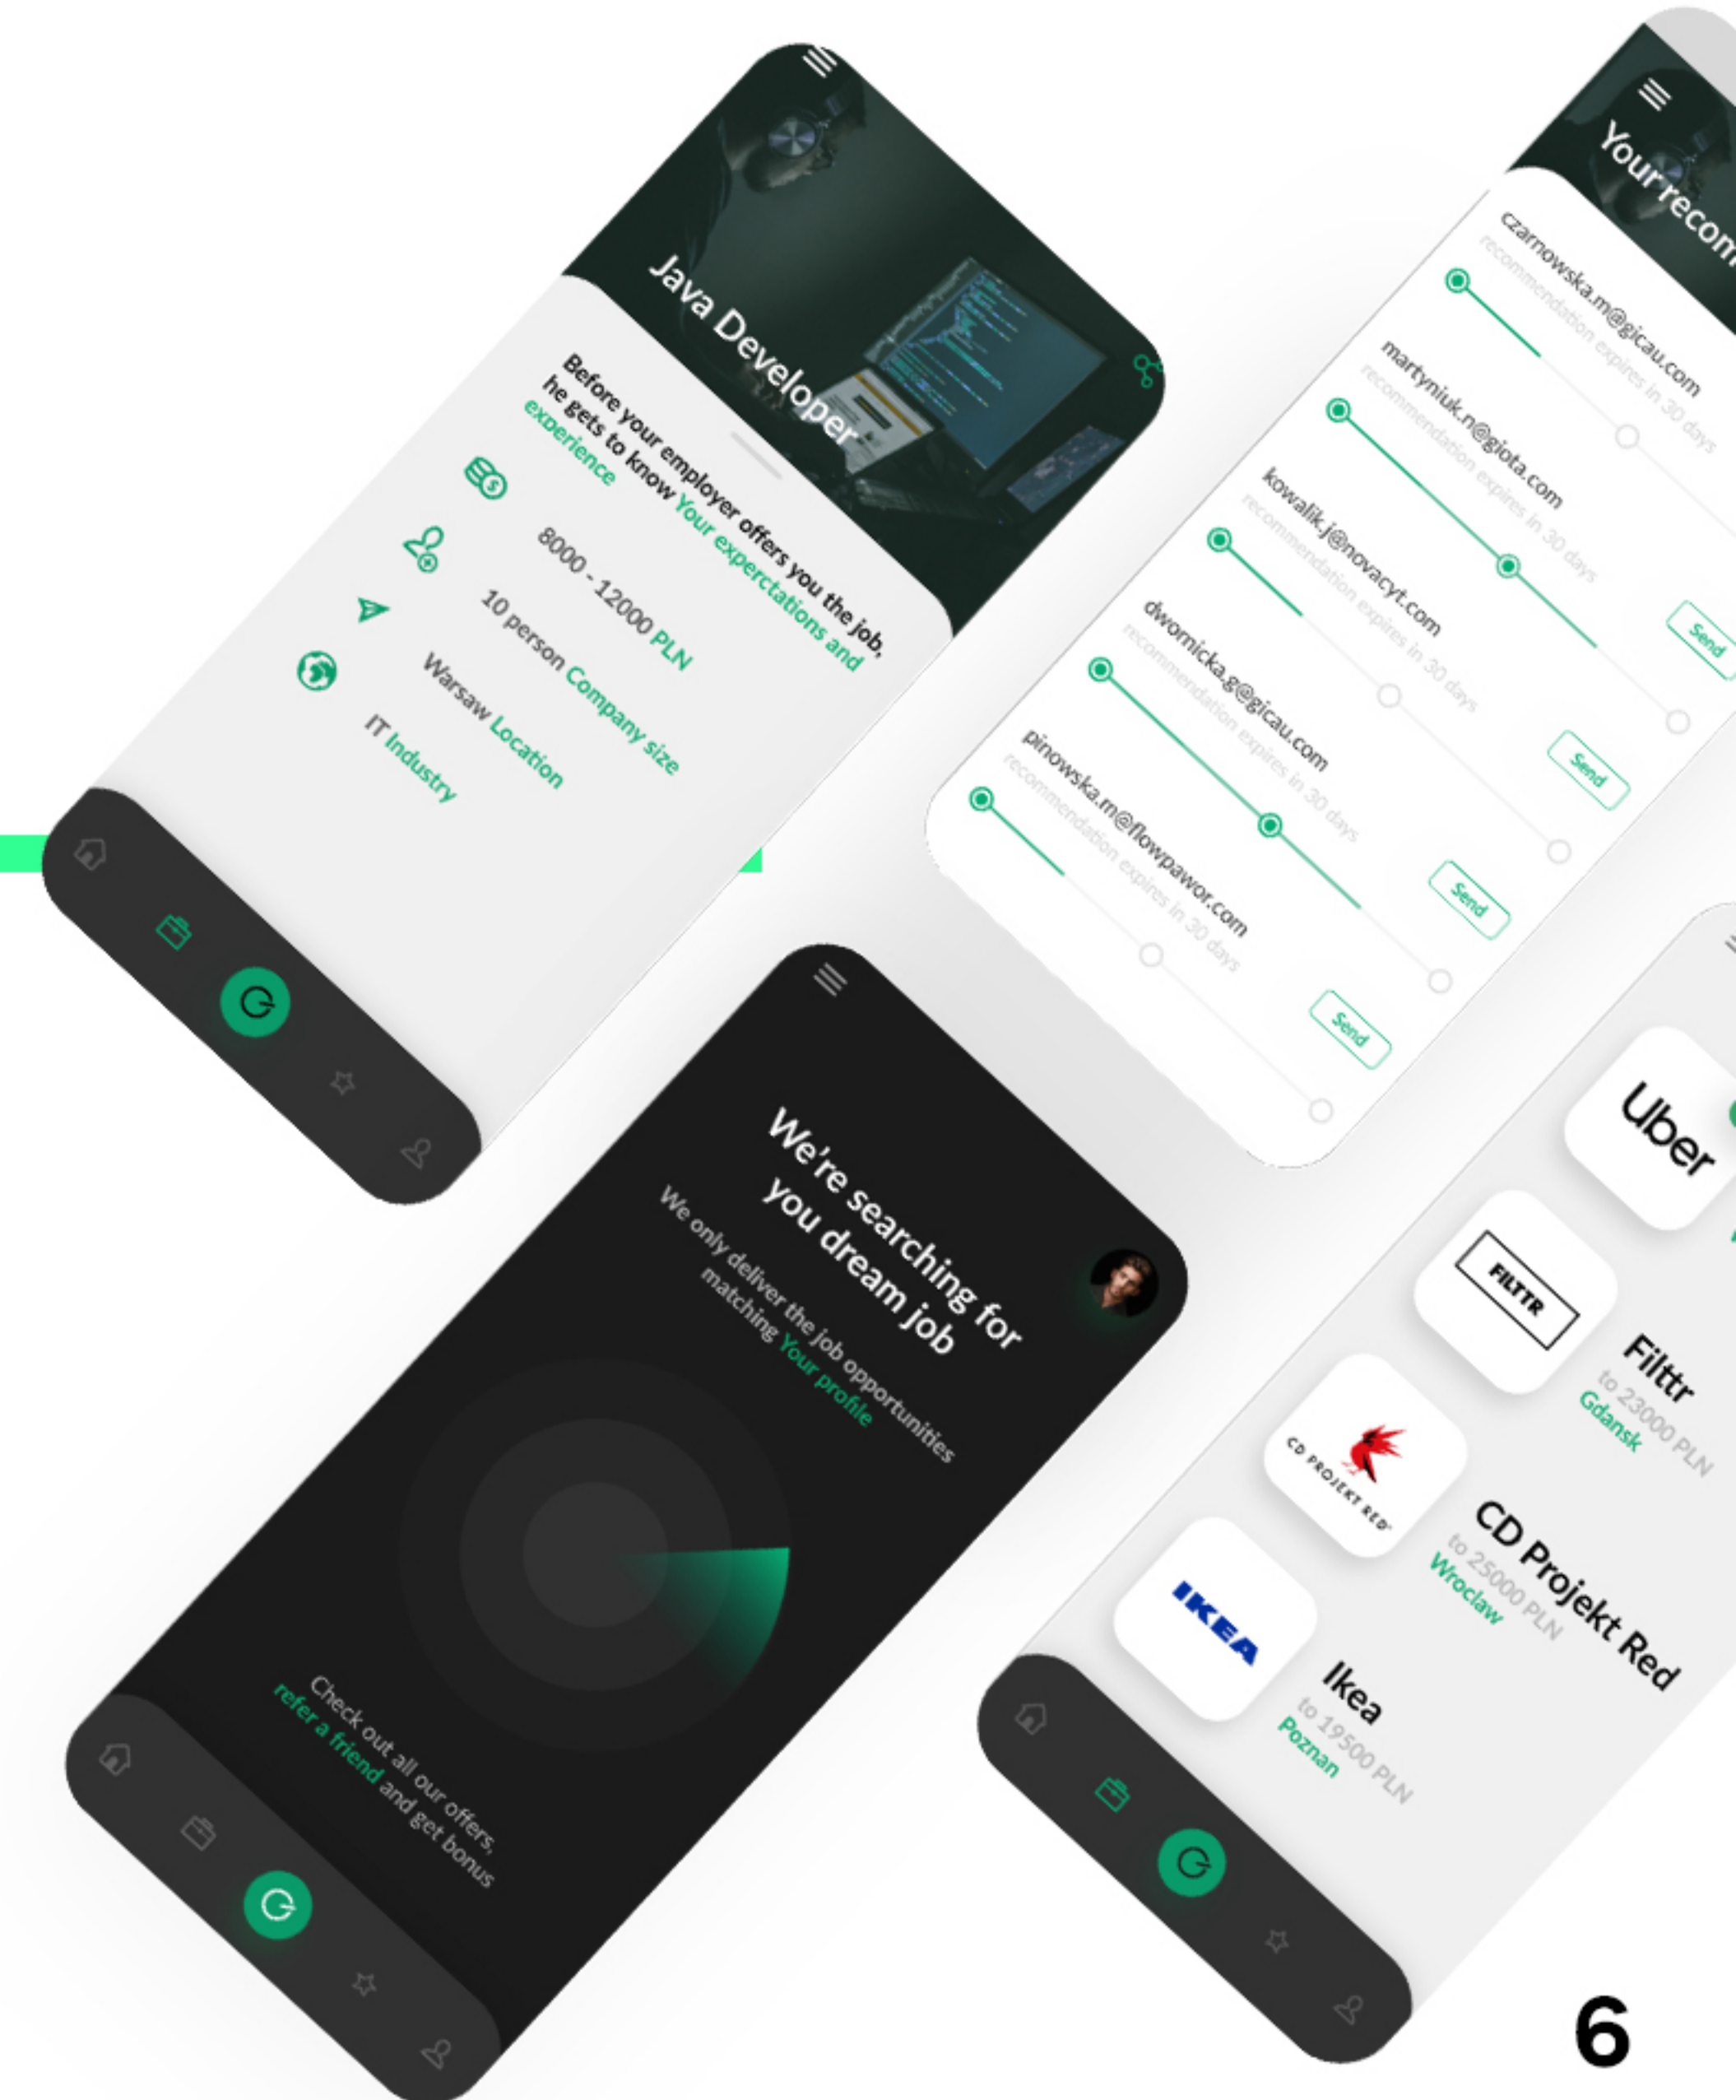 Java Developer
Before your employer offers you the job,
he gets to know Your experctations and
experience
8000 - 12000 PLN
10 person Company size
Warsaw Location
IT Industry
Your recom
czarnowska.m@gicau.com
recommendation expires in 30 days
martyniuk.n@giota.com
recommendation expires in 30 days
Send
kowalik.j@novacyt.com
recommendation expires in 30 days
Send
dwornicka.g@gicau.com
recommendation expires in 30 days
Send
pinowska.m@flowpawor.com
recommendation expires in 30 days
Send
We're searching for
you dream job
We only deliver the job opportunities
matching Your profile
Check out all our offers,
refer a friend and get bonus
Uber
FILTTR
Filttr
to 23000 PLN
Gdansk
CD PROJEKT RED
CD Projekt Red
to 25000 PLN
Wroclaw
IKEA
Ikea
to 19500 PLN
Poznan
6